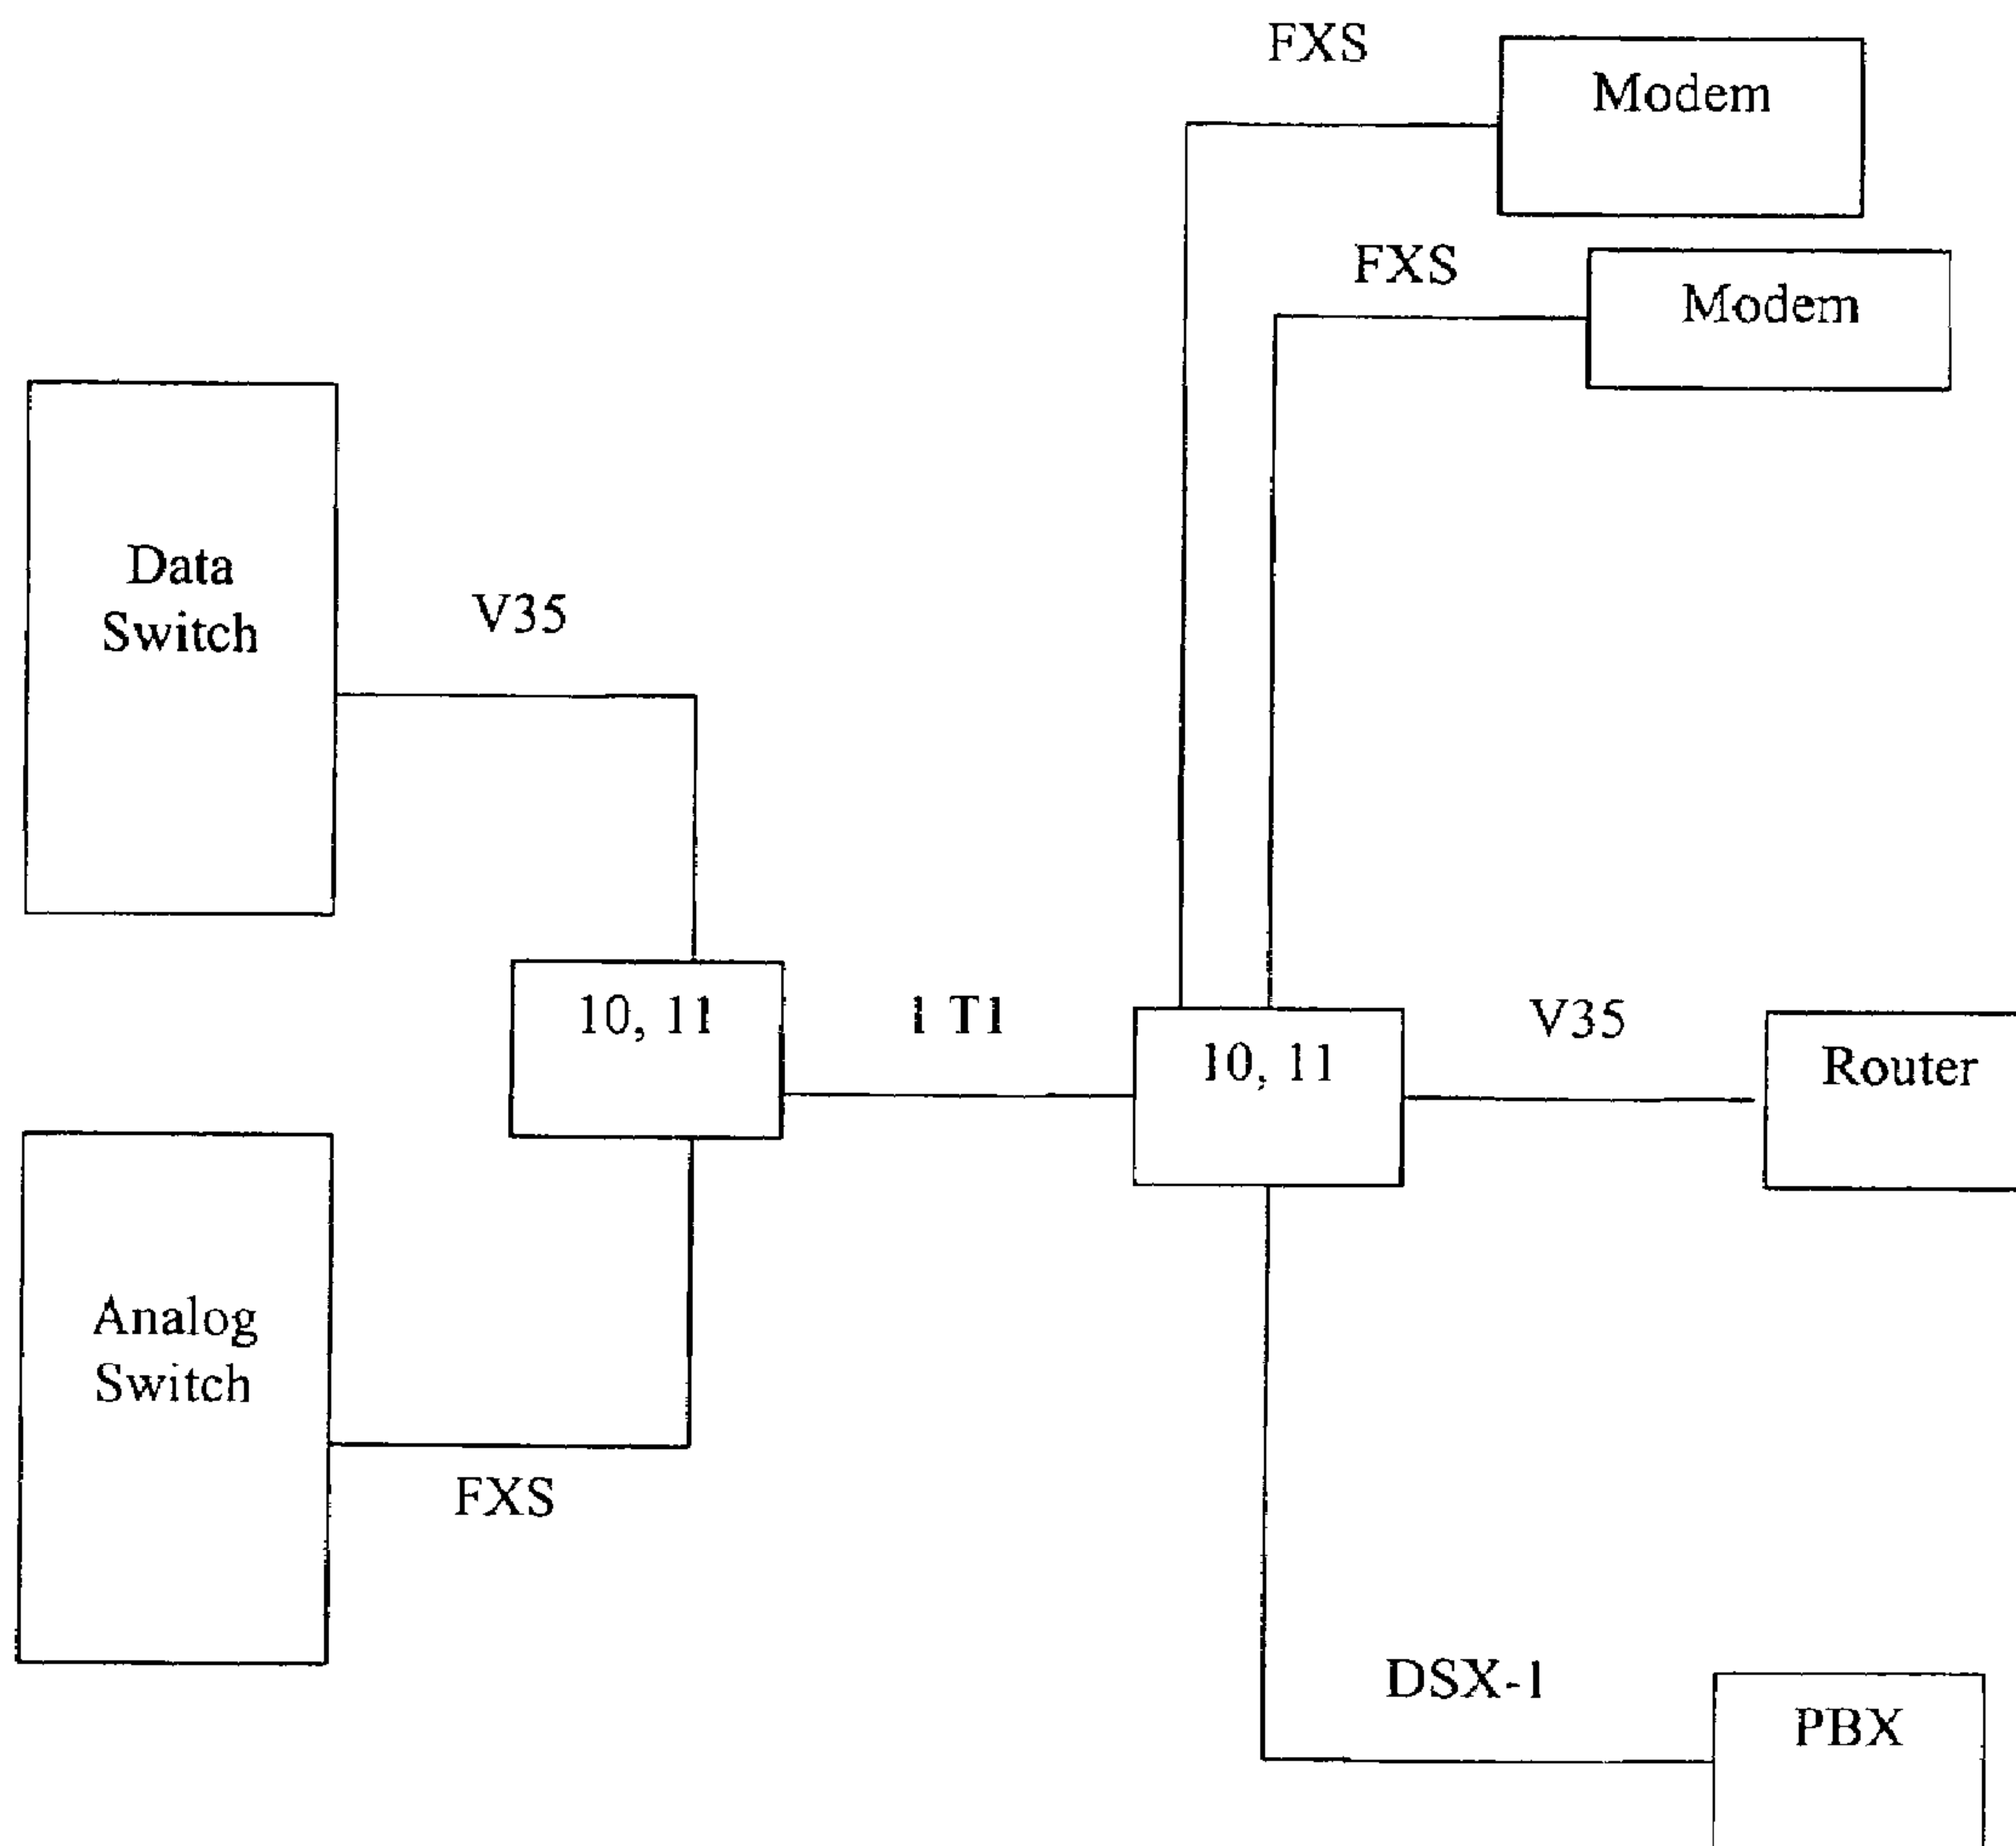 FXS
Modem
FXS
Modem
Data
Switch
V35
10, 11
1 T1
10, 11
V35
Router
Analog
Switch
FXS
DSX-1
PBX